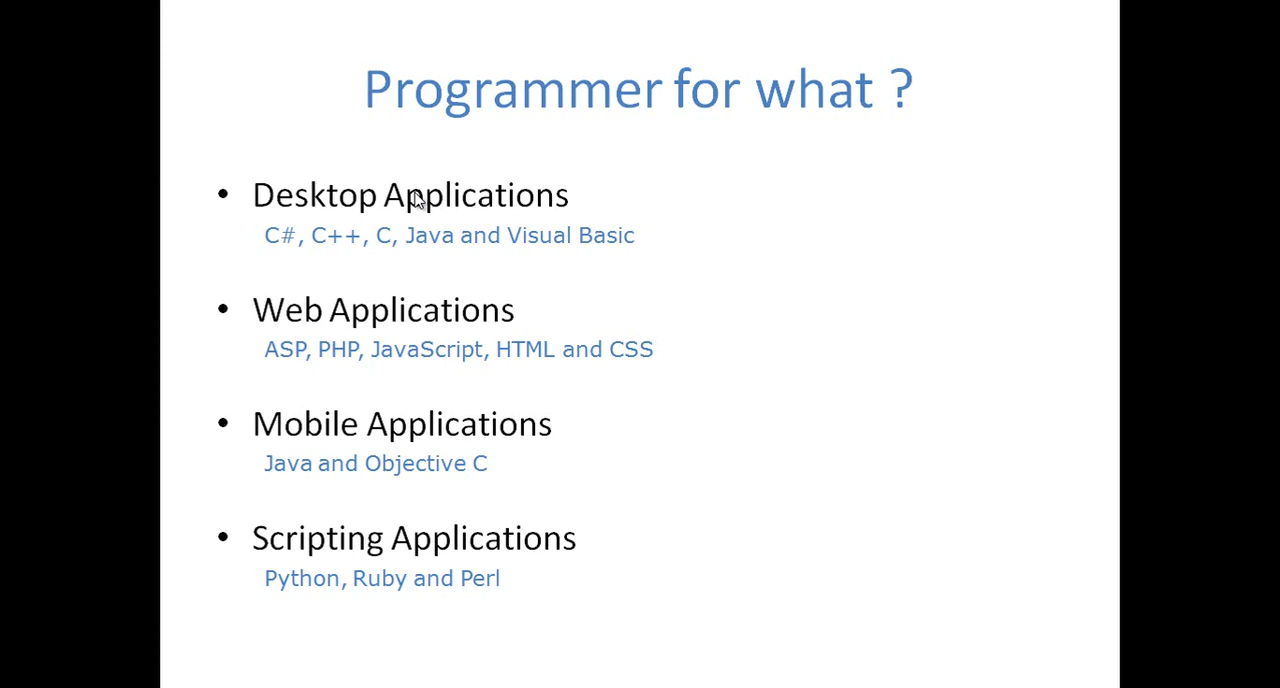 Programmer for what ?
• Desktop Applications
C#, C++, C, Java and Visual Basic
• Web Applications
ASP, PHP, JavaScript, HTML and CSS
• Mobile Applications
Java and Objective C
• Scripting Applications
Python, Ruby and Perl